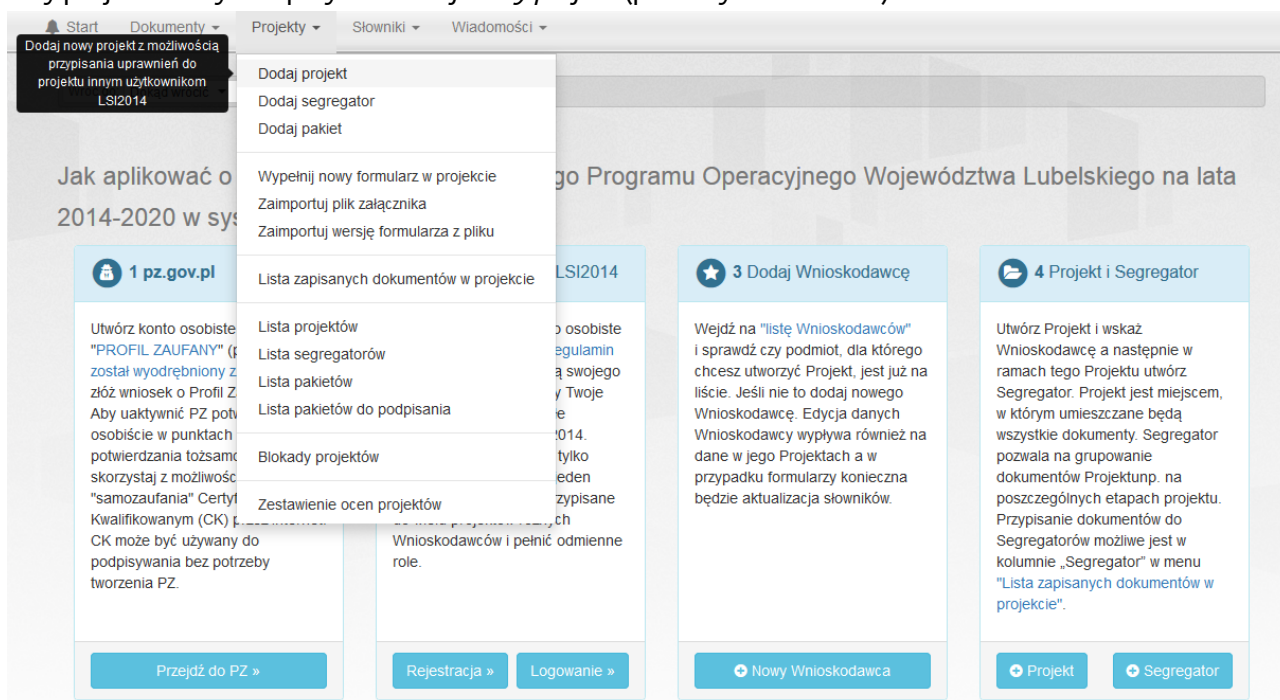 Start Dokumenty Projekty Słowniki Wiadomości
Dodaj nowy projekt z możliwością
przypisania uprawnień do
projektu innym użytkownikom
LSI2014
Dodaj projekt
Dodaj segregator
Dodaj pakiet
Wypełnij nowy formularz w projekcie
Zaimportuj plik załącznika
Zaimportuj wersję formularza z pliku
Lista zapisanych dokumentów w projekcie
Lista projektów
Lista segregatorów
Lista pakietów
Lista pakietów do podpisania
Blokady projektów
Zestawienie ocen projektów
Jak aplikować o go Programu Operacyjnego Województwa Lubelskiego na lata
2014-2020 w sys
1 pz.gov.pl
Utwórz konto osobiste
"PROFIL ZAUFANY" (p
został wyodrębniony z
złóż wniosek o Profil Z
Aby uaktywnić PZ potw
osobiście w punktach
potwierdzania tożsamo
skorzystaj z możliwośc
"samozaufania" Certyf
Kwalifikowanym (CK) p
CK może być używany do
podpisywania bez potrzeby
tworzenia PZ.
Przejdź do PZ »
LSI2014
o osobiste
egulamin
ą swojego
y Twoje
e
014.
tylko
eden
zypisane
Wnioskodawców i pełnić odmienne
role.
Rejestracja » Logowanie »
3 Dodaj Wnioskodawcę
Wejdź na "listę Wnioskodawców"
i sprawdź czy podmiot, dla którego
chcesz utworzyć Projekt, jest już na
liście. Jeśli nie to dodaj nowego
Wnioskodawcę. Edycja danych
Wnioskodawcy wypływa również na
dane w jego Projektach a w
przypadku formularzy konieczna
będzie aktualizacja słowników.
Nowy Wnioskodawca
4 Projekt i Segregator
Utwórz Projekt i wskaż
Wnioskodawcę a następnie w
ramach tego Projektu utwórz
Segregator. Projekt jest miejscem,
w którym umieszczane będą
wszystkie dokumenty. Segregator
pozwala na grupowanie
dokumentów Projektunp. na
poszczególnych etapach projektu.
Przypisanie dokumentów do
Segregatorów możliwe jest w
kolumnie „Segregator" w menu
"Lista zapisanych dokumentów w
projekcie".
Projekt Segregator